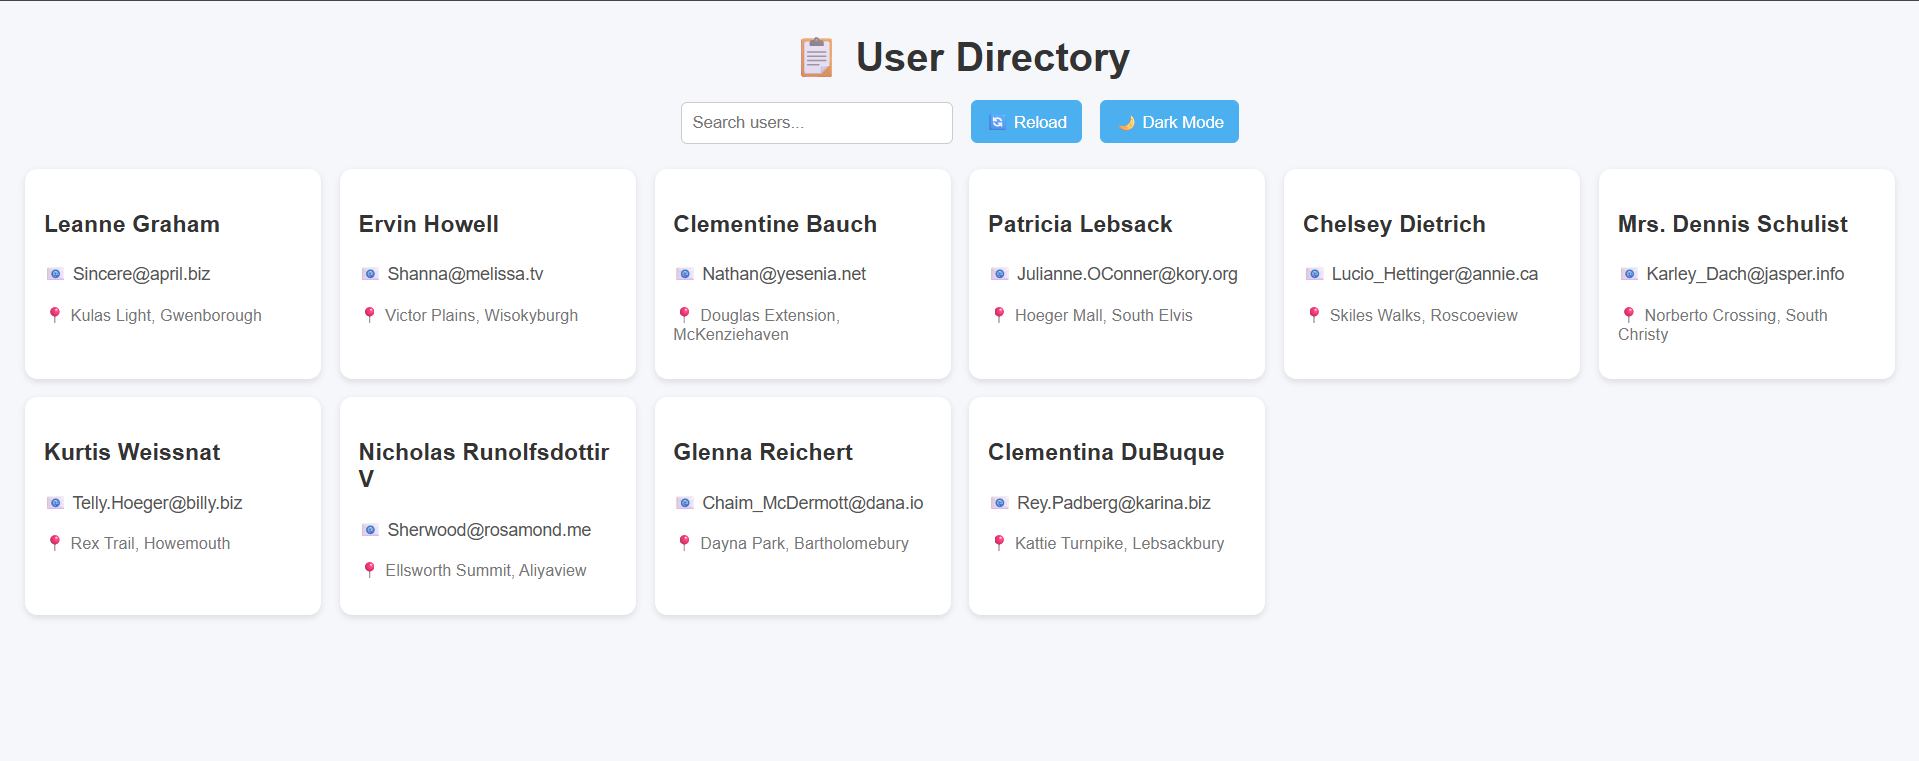 User Directory
Search users...
Reload
Dark Mode
Leanne Graham
Sincere@april.biz
Kulas Light, Gwenborough
Ervin Howell
Shanna@melissa.tv
Victor Plains, Wisokyburgh
Clementine Bauch
Nathan@yesenia.net
Douglas Extension,
McKenziehaven
Patricia Lebsack
Julianne.OConner@kory.org
Hoeger Mall, South Elvis
Chelsey Dietrich
Lucio_Hettinger@annie.ca
Skiles Walks, Roscoeview
Mrs. Dennis Schulist
Karley_Dach@jasper.info
Norberto Crossing, South
Christy
Kurtis Weissnat
Telly.Hoeger@billy.biz
Rex Trail, Howemouth
Nicholas Runolfsdottir
V
Sherwood@rosamond.me
Ellsworth Summit, Aliyaview
Glenna Reichert
Chaim_McDermott@dana.io
Dayna Park, Bartholomebury
Clementina DuBuque
Rey.Padberg@karina.biz
Kattie Turnpike, Lebsackbury